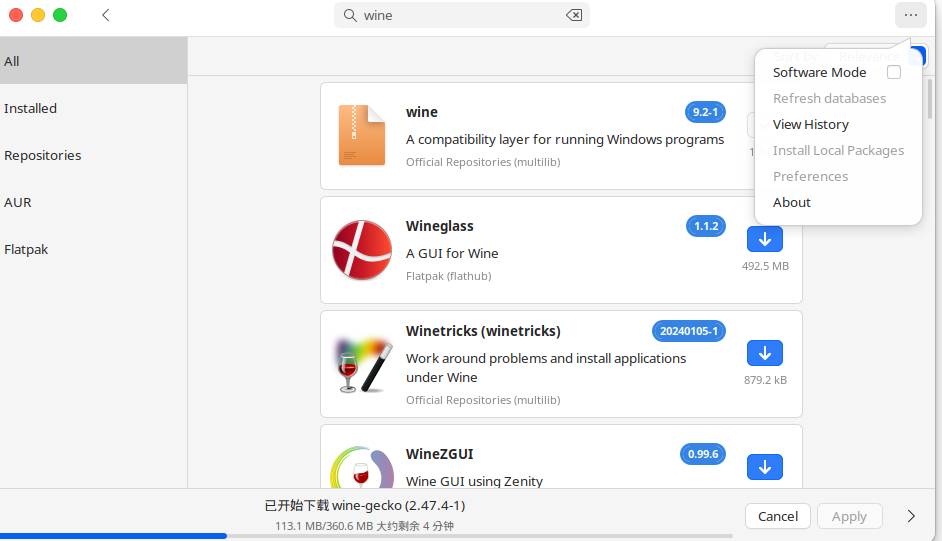 wine
All
Installed
Repositories
AUR
Flatpak
Software Mode
Refresh databases
View History
Install Local Packages
Preferences
About
wine
9.2-1
A compatibility layer for running Windows programs
Official Repositories (multilib)
Wineglass
1.1.2
A GUI for Wine
492.5 MB
Flatpak (flathub)
Winetricks (winetricks)
20240105-1
Work around problems and install applications
under Wine
879.2 kB
Official Repositories (multilib)
WineZGUI
0.99.6
Wine GUI using Zenity
已开始下载 wine-gecko (2.47.4-1)
113.1 MB/360.6 MB 大约剩余 4 分钟
Cancel
Apply